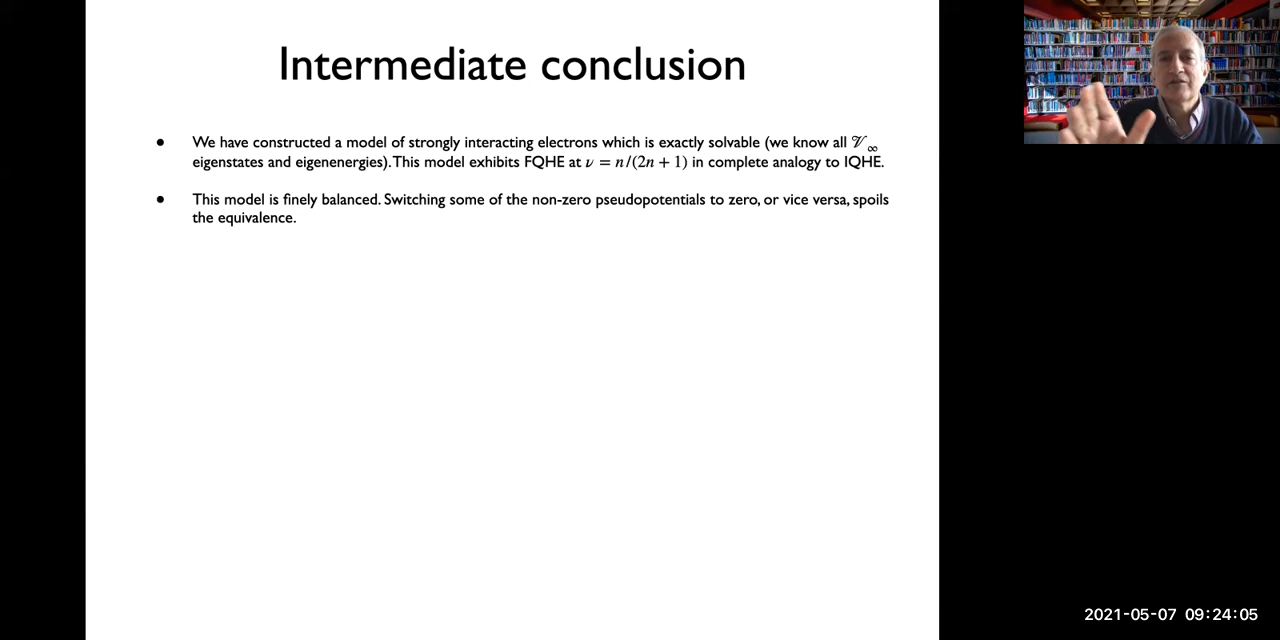 Intermediate conclusion
• We have constructed a model of strongly interacting electrons which is exactly solvable (we know all 𝒱∞
eigenstates and eigenenergies). This model exhibits FQHE at ν = n/(2n + 1) in complete analogy to IQHE.
• This model is finely balanced. Switching some of the non-zero pseudopotentials to zero, or vice versa, spoils
the equivalence.
2021-05-07 09:24:05